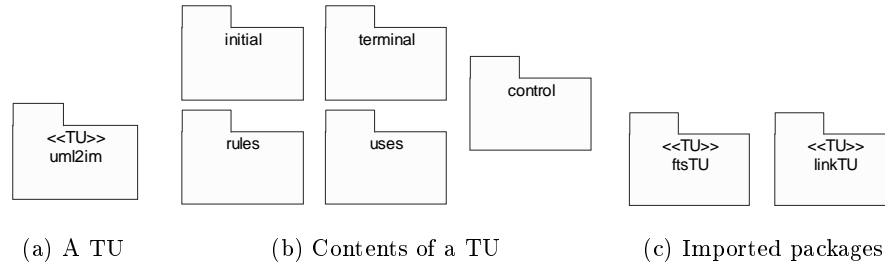 initial
terminal
control
<<TU>>
uml2im
rules
uses
<<TU>>
ftsTU
<<TU>>
linkTU
(a) A TU
(b) Contents of a TU
(c) Imported packages